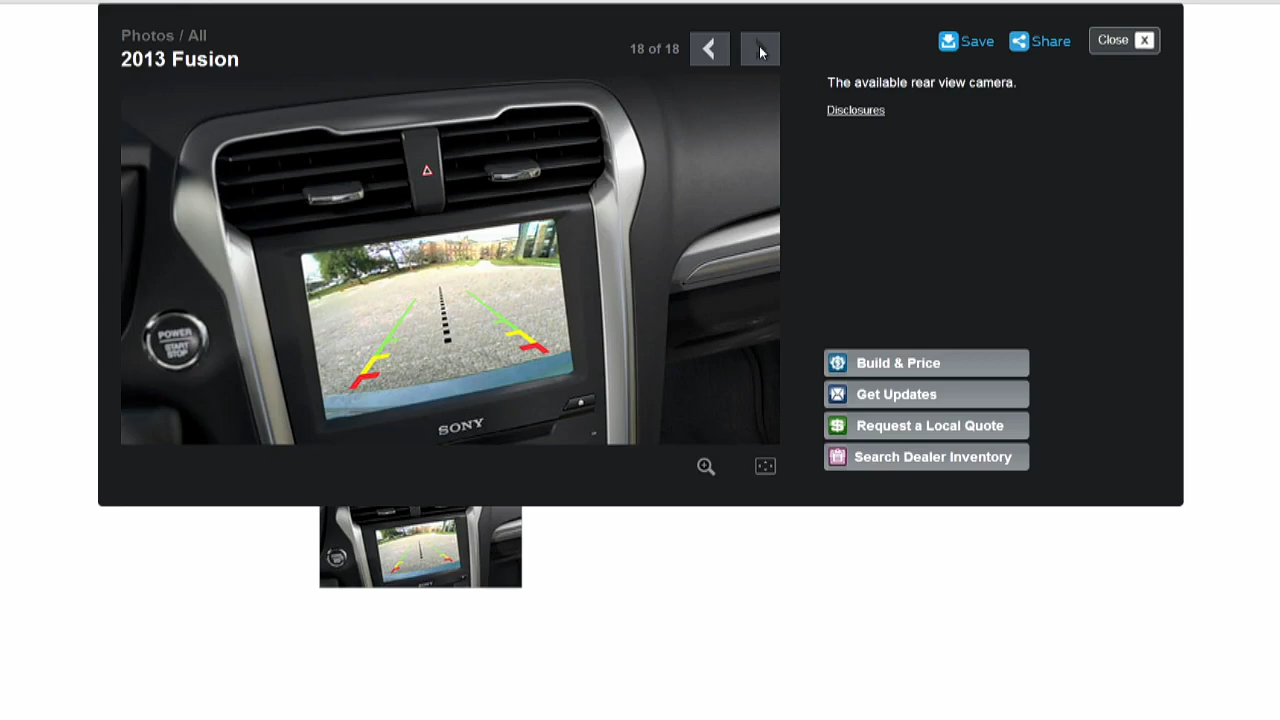 Photos / All
2013 Fusion
18 of 18
Save
Share
Close X
The available rear view camera.
Disclosures
POWER
START
STOP
SONY
Build & Price
Get Updates
Request a Local Quote
Search Dealer Inventory
SONY